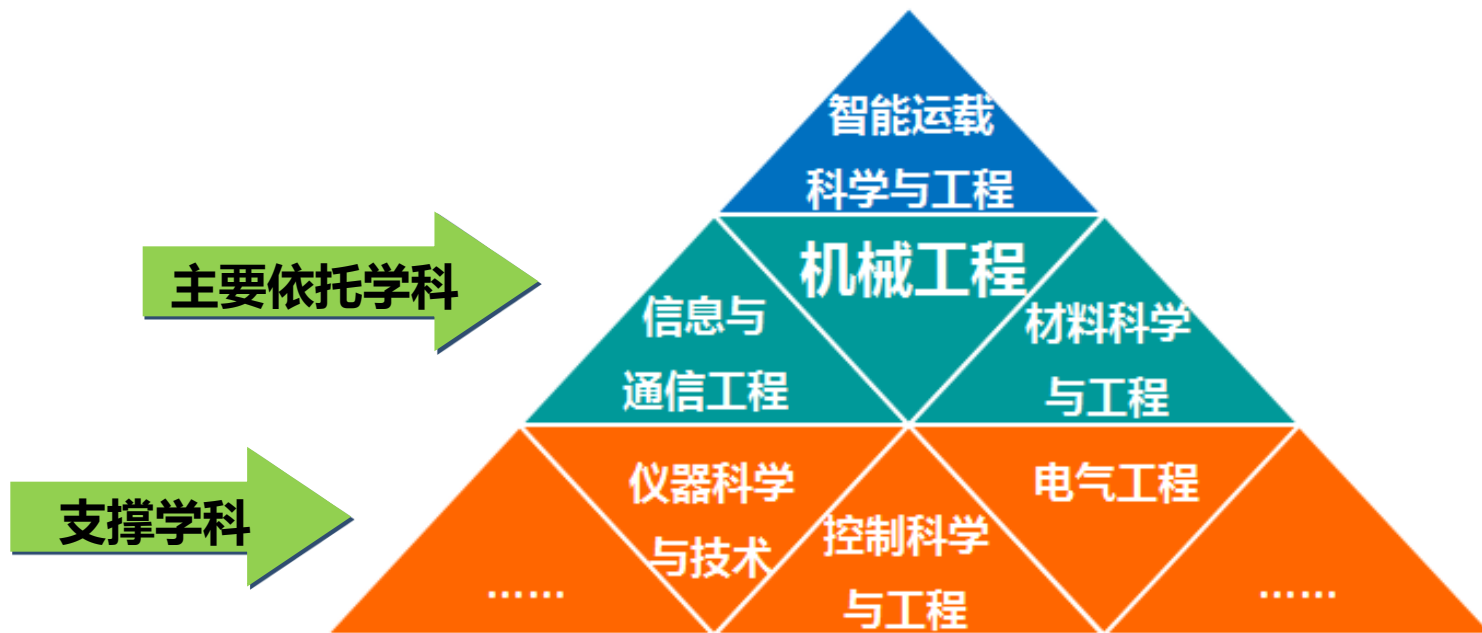 智能运载
科学与工程
主要依托学科
机械工程
信息与
通信工程
材料科学
与工程
支撑学科
仪器科学
与技术
控制科学
与工程
电气工程
……
……